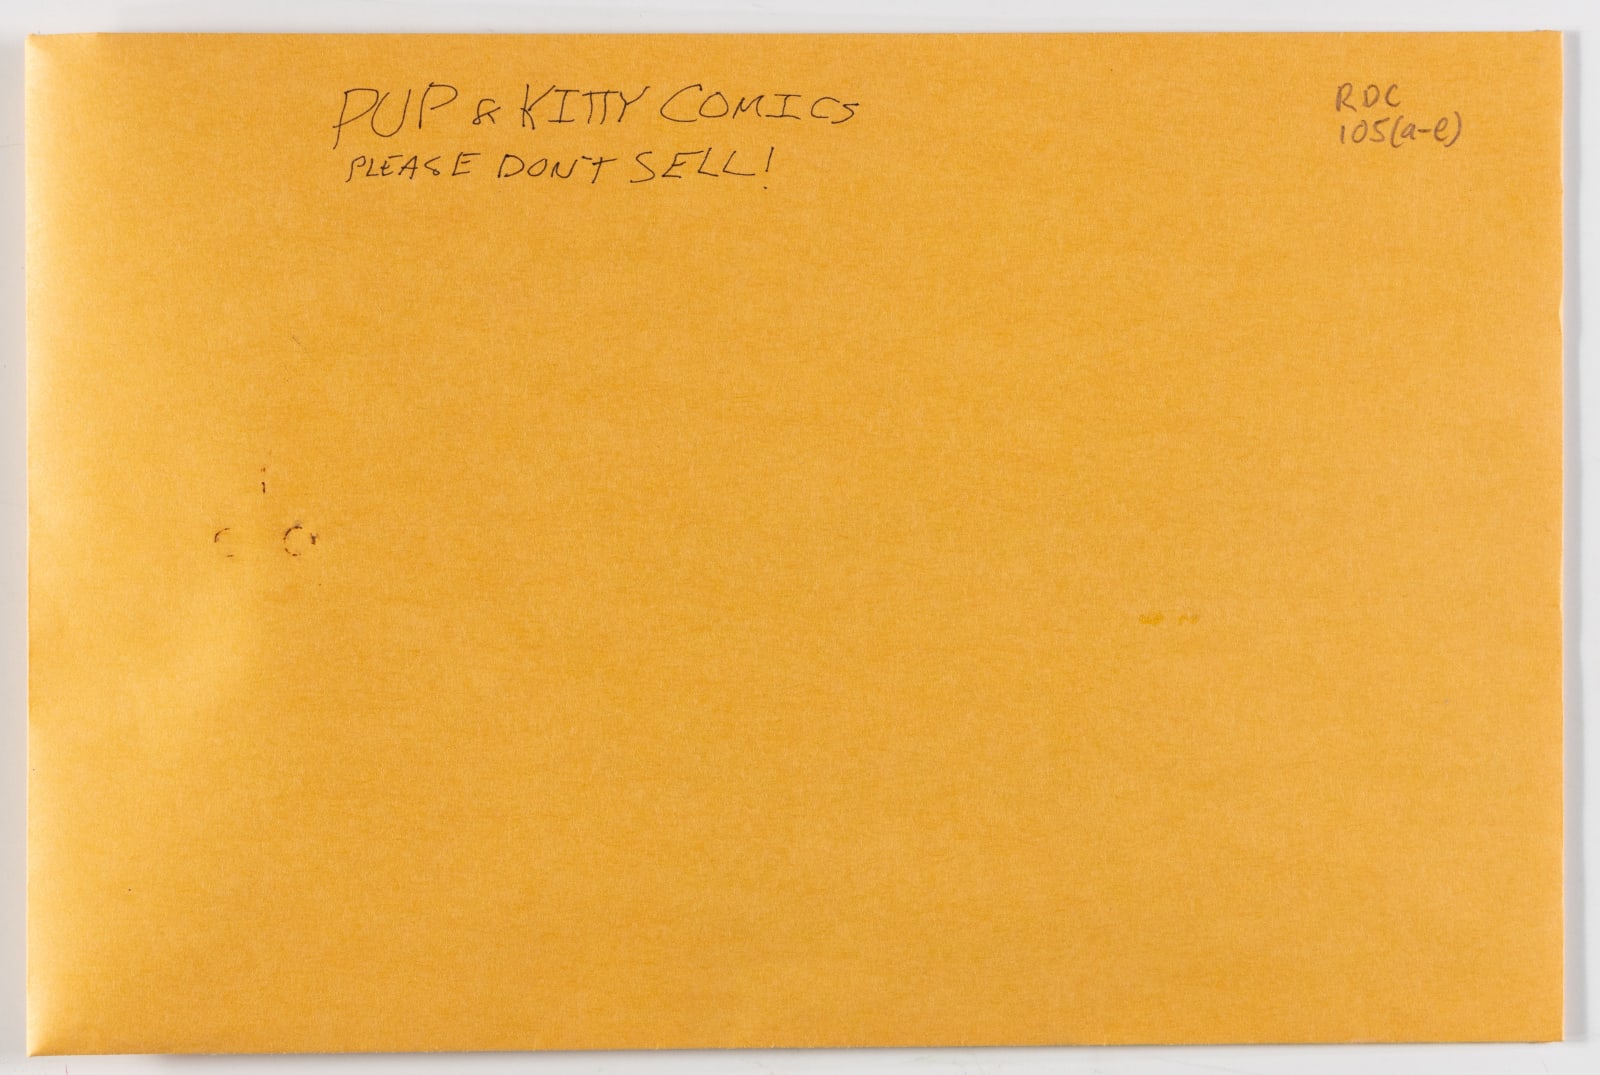 PUP & KITTY COMICS
PLEASE DON'T SELL!
RDC
105(a-e)